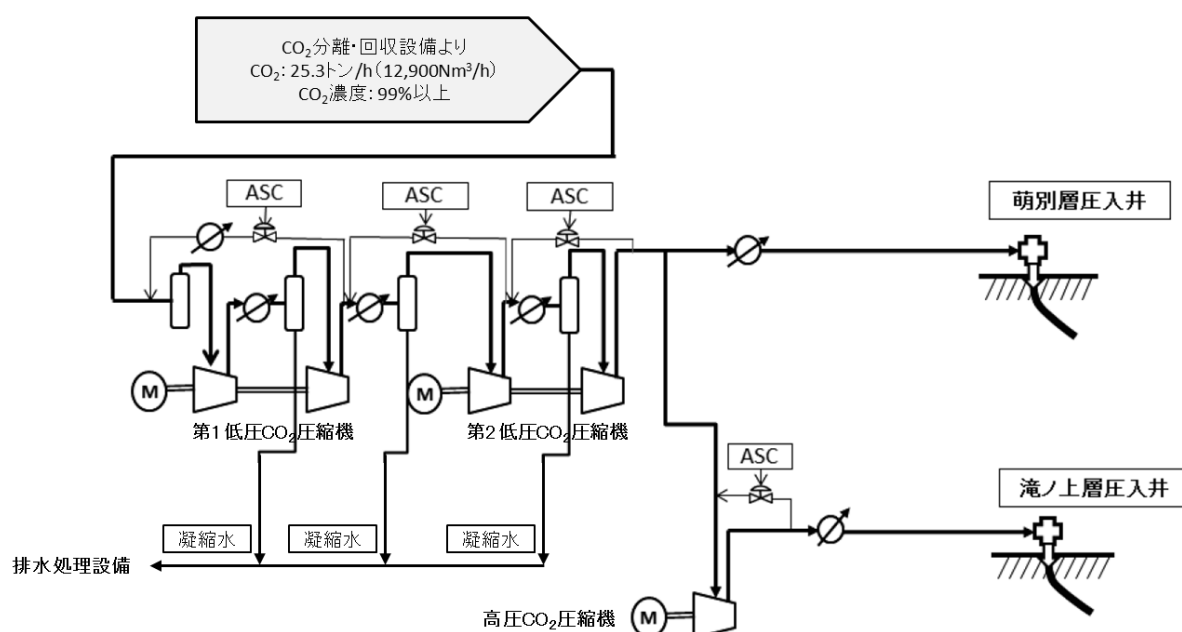 CO₂分離・回収設備より
CO₂：25.3トン/h（12,900Nm³/h）
CO₂濃度：99%以上
ASC
ASC
ASC
萌別層圧入井
M
M
第1低圧CO₂圧縮機
第2低圧CO₂圧縮機
ASC
滝ノ上層圧入井
凝縮水
凝縮水
凝縮水
排水処理設備
高圧CO₂圧縮機
M